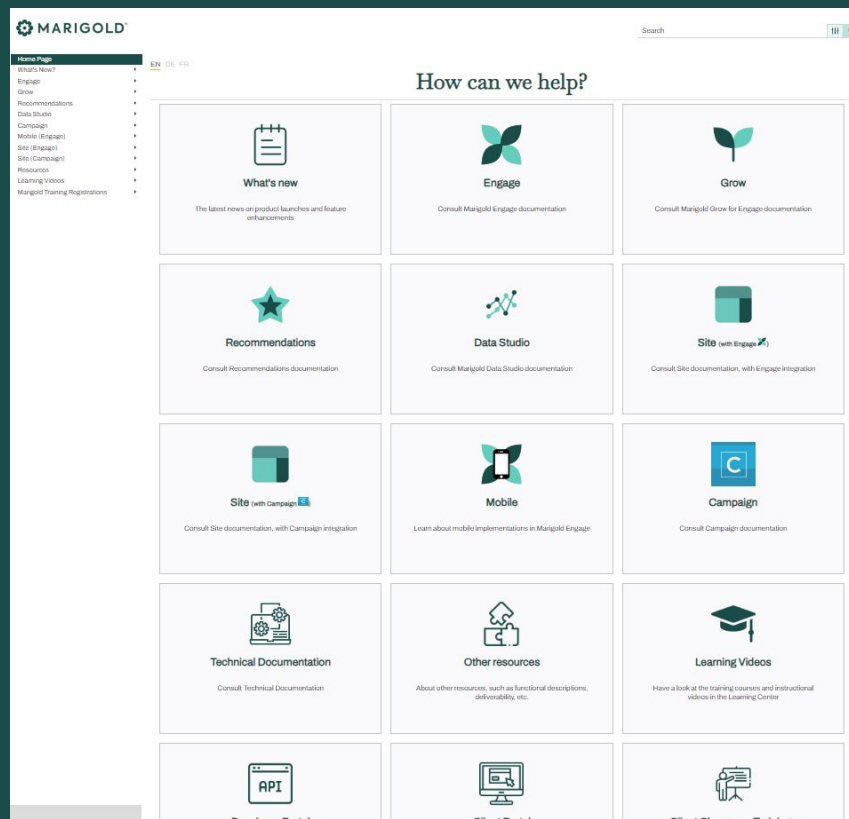 MARIGOLD
Search
Home Page
What's New?
Engage
Grow
Recommendations
Data Studio
Campaign
Mobile (Engage)
Site (Engage)
Site (Campaign)
Resources
Learning Videos
Marigold Training Registrations
EN DE FR
How can we help?
What's new
The latest news on product launches and feature
enhancements
Engage
Consult Marigold Engage documentation
Grow
Consult Marigold Grow for Engage documentation
Recommendations
Consult Recommendations documentation
Data Studio
Consult Marigold Data Studio documentation
Site (with Engage )
Consult Site documentation, with Engage integration
Site (with Campaign C )
Consult Site documentation, with Campaign integration
Mobile
Learn about mobile implementations in Marigold Engage
C
Campaign
Consult Campaign documentation
Technical Documentation
Consult Technical Documentation
Other resources
About other resources, such as functional descriptions,
deliverability, etc.
Learning Videos
Have a look at the training courses and instructional
videos in the Learning Center
API